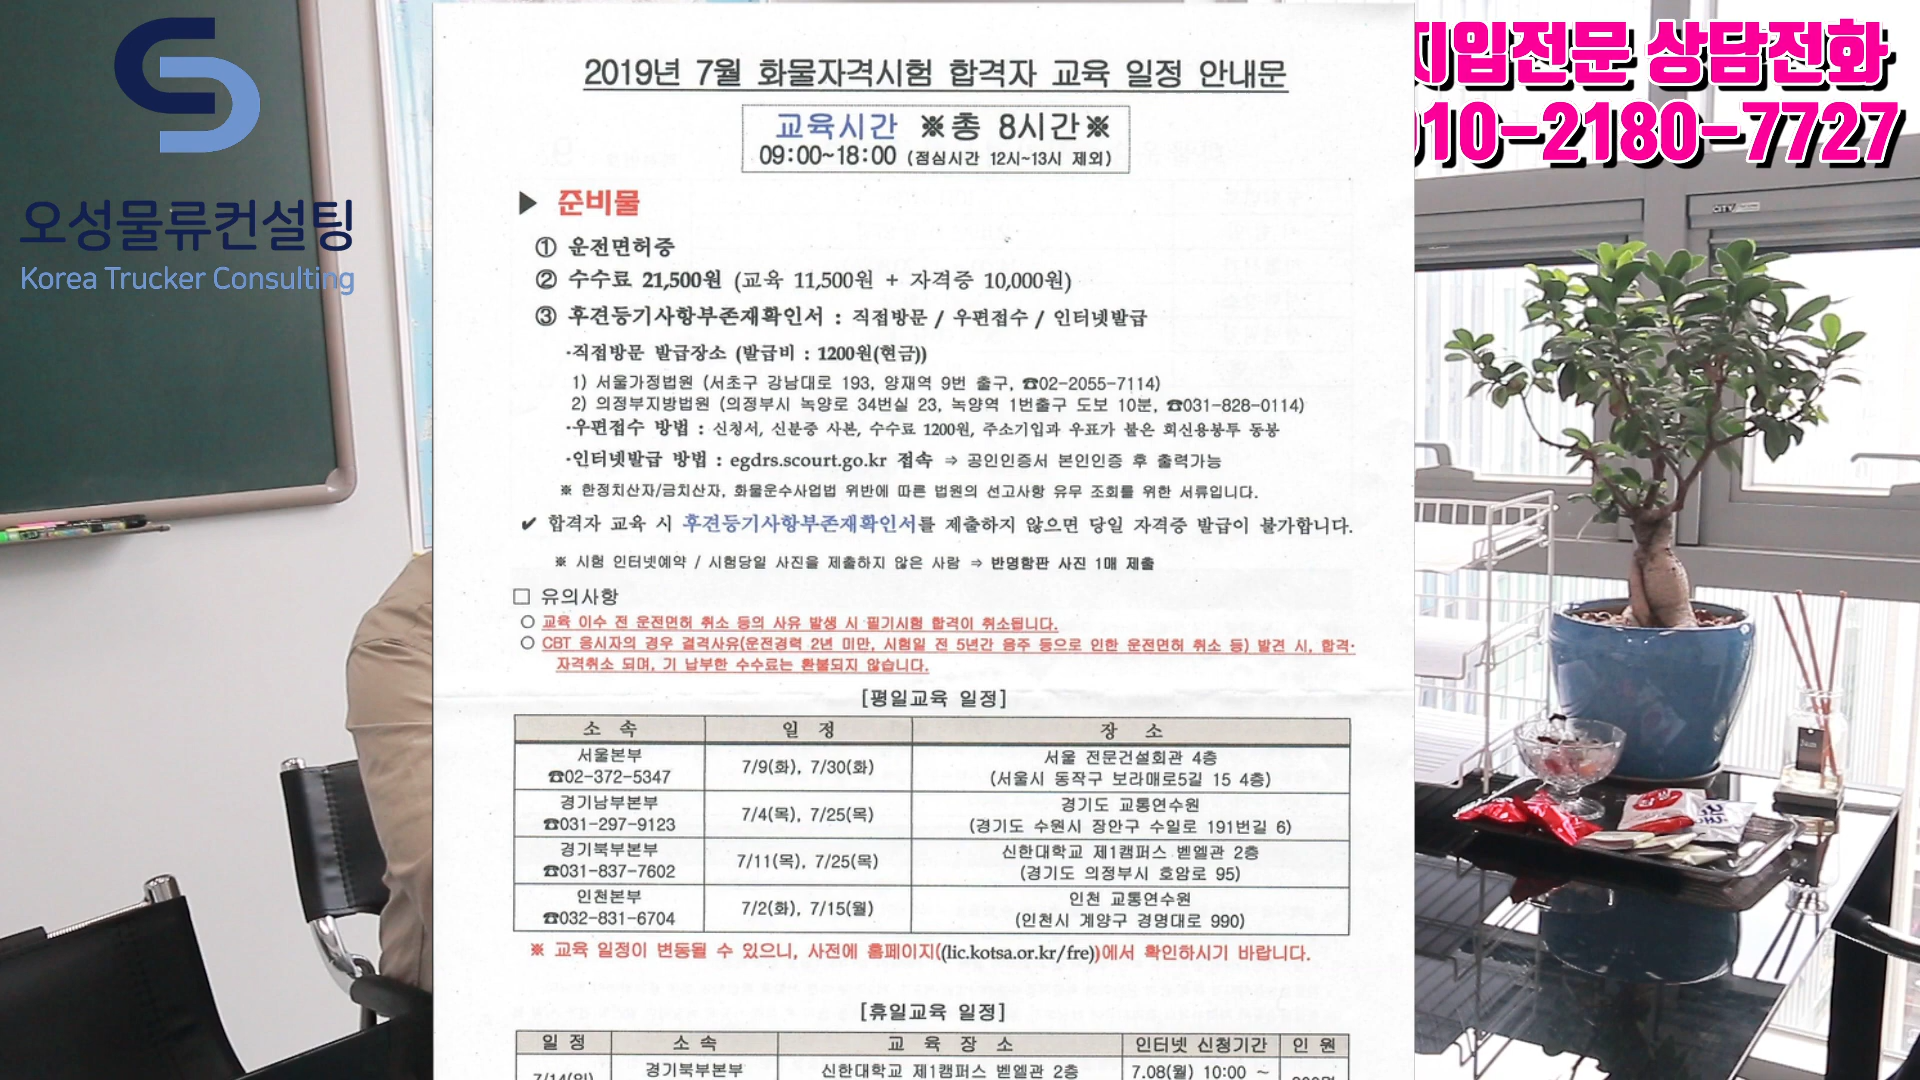 오성물류컨설팅
Korea Trucker Consulting
지입전문 상담전화
010-2180-7727
2019년 7월 화물자격시험 합격자 교육 일정 안내문
교육시간 ※총 8시간※
09:00~18:00 (점심시간 12시~13시 제외)
▶ 준비물
① 운전면허증
② 수수료 21,500원 (교육 11,500원 + 자격증 10,000원)
③ 후견등기사항부존재확인서 : 직접방문 / 우편접수 / 인터넷발급
·직접방문 발급장소 (발급비 : 1200원(현금))
1) 서울가정법원 (서초구 강남대로 193, 양재역 9번 출구, ☎02-2055-7114)
2) 의정부지방법원 (의정부시 녹양로 34번실 23, 녹양역 1번출구 도보 10분, ☎031-828-0114)
·우편접수 방법 : 신청서, 신분증 사본, 수수료 1200원, 주소기입과 우표가 붙은 회신용봉투 동봉
·인터넷발급 방법 : egdrs.scourt.go.kr 접속 ⇒ 공인인증서 본인인증 후 출력가능
※ 한정치산자/금치산자, 화물운수사업법 위반에 따른 법원의 선고사항 유무 조회를 위한 서류입니다.
✔ 합격자 교육 시 후견등기사항부존재확인서를 제출하지 않으면 당일 자격증 발급이 불가합니다.
※ 시험 인터넷예약 / 시험당일 사진을 제출하지 않은 사람 ⇒ 반명함판 사진 1매 제출
□ 유의사항
○ 교육 이수 전 운전면허 취소 등의 사유 발생 시 필기시험 합격이 취소됩니다.
○ CBT 응시자의 경우 결격사유(운전경력 2년 미만, 시험일 전 5년간 음주 등으로 인한 운전면허 취소 등) 발견 시, 합격·
자격취소 되며, 기 납부한 수수료는 환불되지 않습니다.
[평일교육 일정]
소 속 일 정 장 소
서울본부
☎02-372-5347
7/9(화), 7/30(화)
서울 전문건설회관 4층
(서울시 동작구 보라매로5길 15 4층)
경기남부본부
☎031-297-9123
7/4(목), 7/25(목)
경기도 교통연수원
(경기도 수원시 장안구 수일로 191번길 6)
경기북부본부
☎031-837-7602
7/11(목), 7/25(목)
신한대학교 제1캠퍼스 벧엘관 2층
(경기도 의정부시 호암로 95)
인천본부
☎032-831-6704
7/2(화), 7/15(월)
인천 교통연수원
(인천시 계양구 경명대로 990)
※ 교육 일정이 변동될 수 있으니, 사전에 홈페이지((lic.kotsa.or.kr/fre))에서 확인하시기 바랍니다.
[휴일교육 일정]
일 정 소 속 교 육 장 소 인터넷 신청기간 인 원
7/14(일)
경기북부본부
신한대학교 제1캠퍼스 벧엘관 2층
7.08(월) 10:00 ~